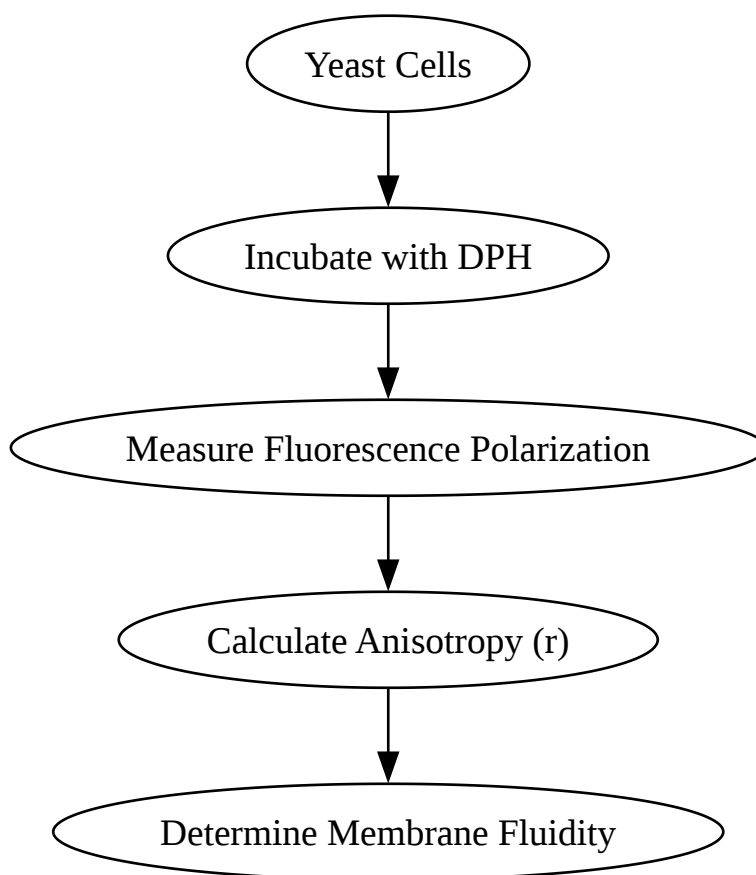 Yeast Cells
Incubate with DPH
Measure Fluorescence Polarization
Calculate Anisotropy (r)
Determine Membrane Fluidity